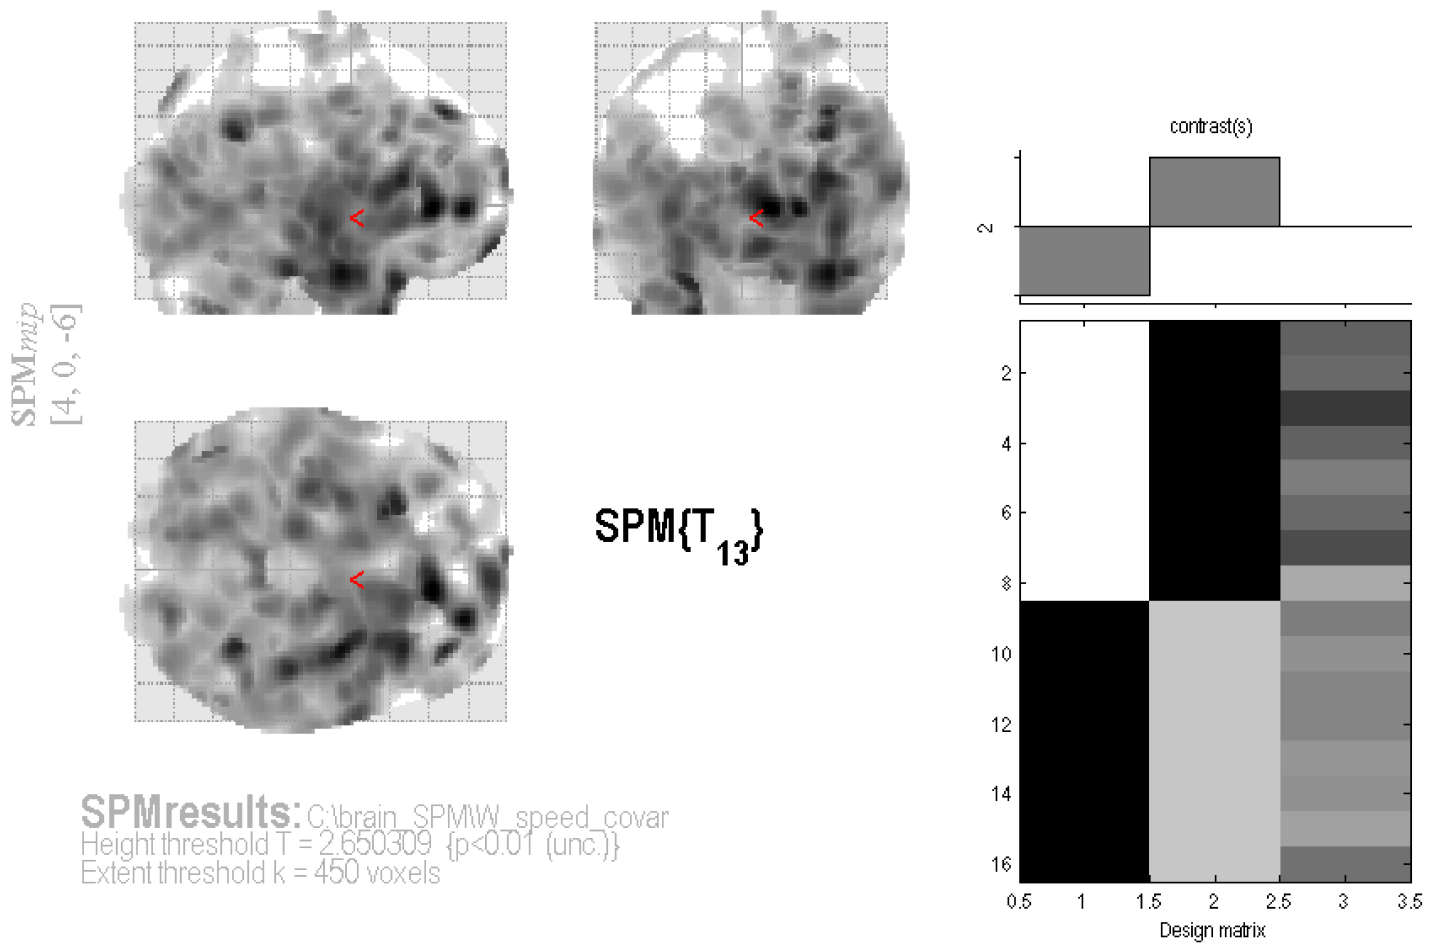 contrast(s)
2
SPMmip
[4, 0, -6]
SPM{T13}
2
4
6
8
10
12
14
16
0.5 1 1.5 2 2.5 3 3.5
Design matrix
SPMresults: C:\brain_SPM\W_speed_covar
Height threshold T = 2.650309 {p<0.01 (unc.)}
Extent threshold k = 450 voxels